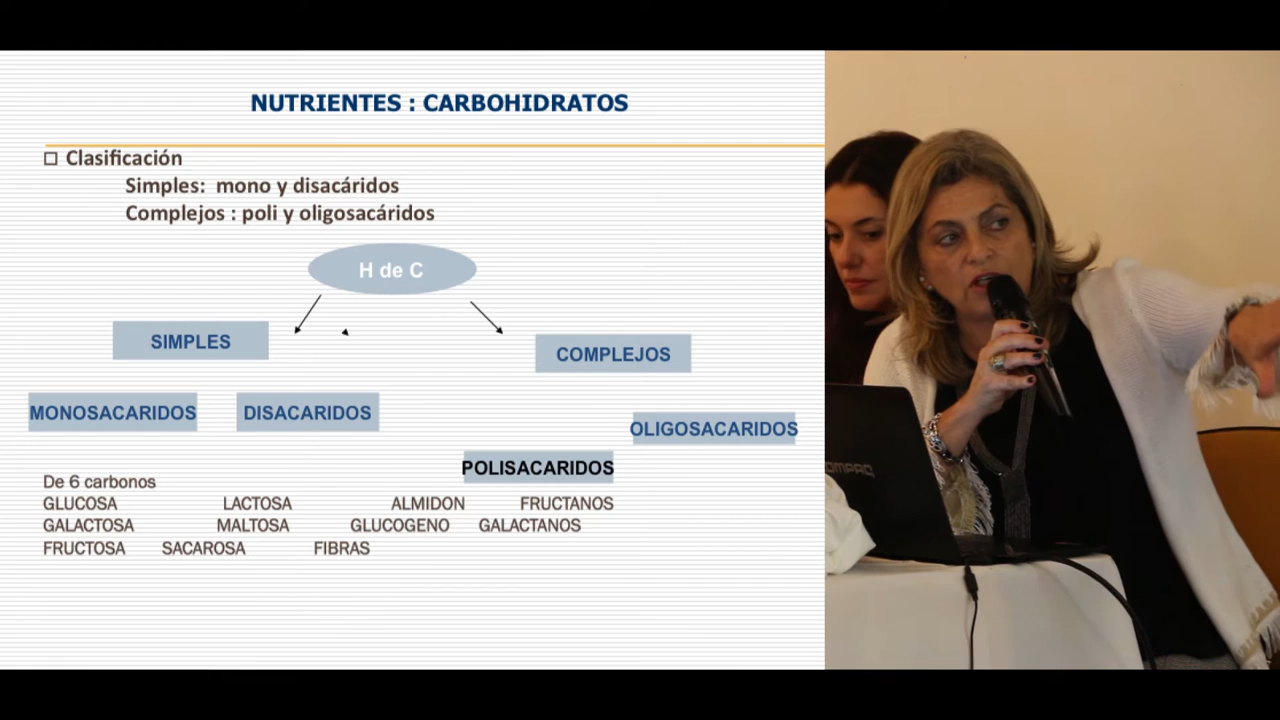 NUTRIENTES : CARBOHIDRATOS
Clasificación
Simples: mono y disacáridos
Complejos : poli y oligosacáridos
H de C
SIMPLES
COMPLEJOS
MONOSACARIDOS DISACARIDOS
OLIGOSACARIDOS
POLISACARIDOS
De 6 carbonos
GLUCOSA LACTOSA ALMIDON FRUCTANOS
GALACTOSA MALTOSA GLUCOGENO GALACTANOS
FRUCTOSA SACAROSA FIBRAS
COMPAQ